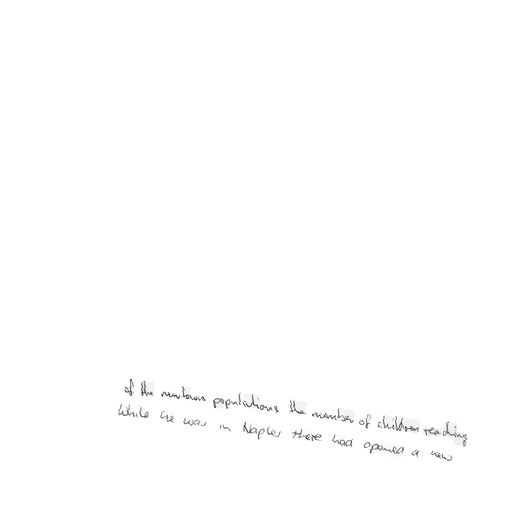 of the newtown populations the number of children reading
While he was in Naples there had opened a new